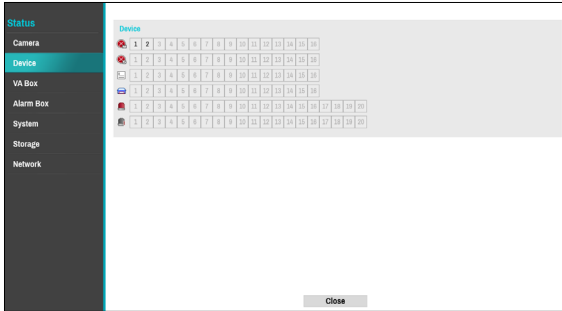 Status
Camera
Device
VA Box
Alarm Box
System
Storage
Network
Device
1 2 3 4 5 6 7 8 9 10 11 12 13 14 15 16
1 2 3 4 5 6 7 8 9 10 11 12 13 14 15 16
1 2 3 4 5 6 7 8 9 10 11 12 13 14 15 16
1 2 3 4 5 6 7 8 9 10 11 12 13 14 15 16
1 2 3 4 5 6 7 8 9 10 11 12 13 14 15 16 17 18 19 20
1 2 3 4 5 6 7 8 9 10 11 12 13 14 15 16 17 18 19 20
Close